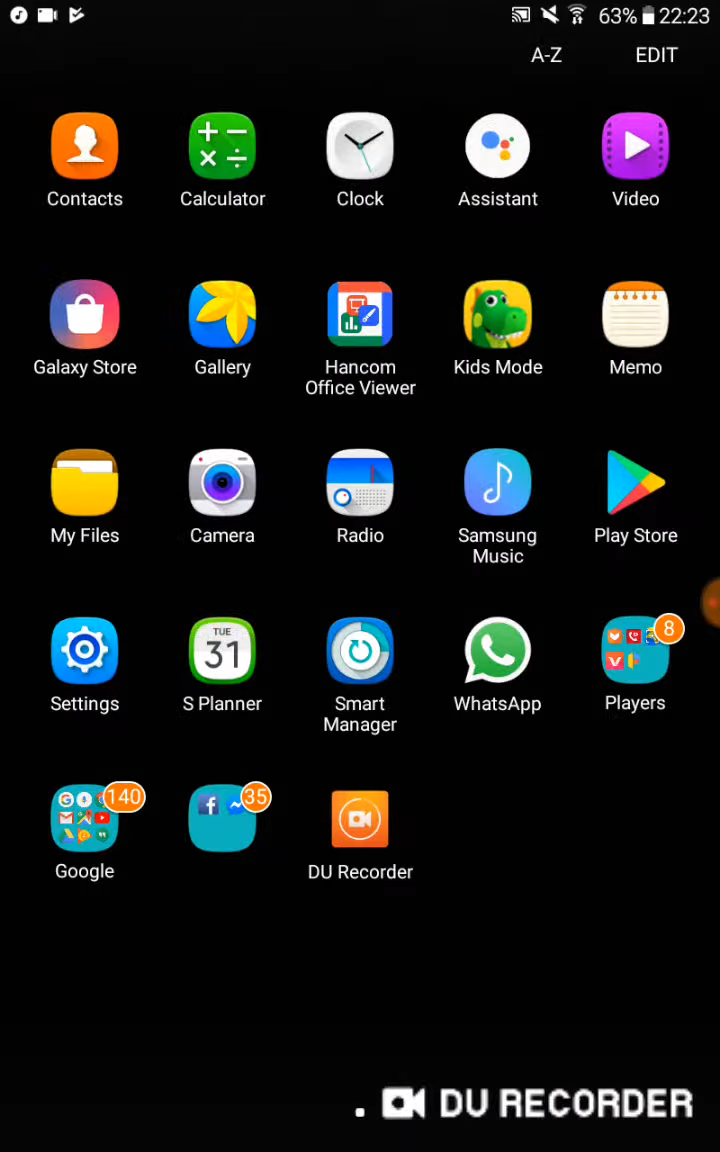 63% 22:23
A-Z EDIT
Contacts Calculator Clock Assistant Video
Galaxy Store Gallery Hancom Office Viewer Kids Mode Memo
My Files Camera Radio Samsung Music Play Store
TUE
31
8
Settings S Planner Smart Manager WhatsApp Players
140 35
Google DU Recorder
. DU RECORDER